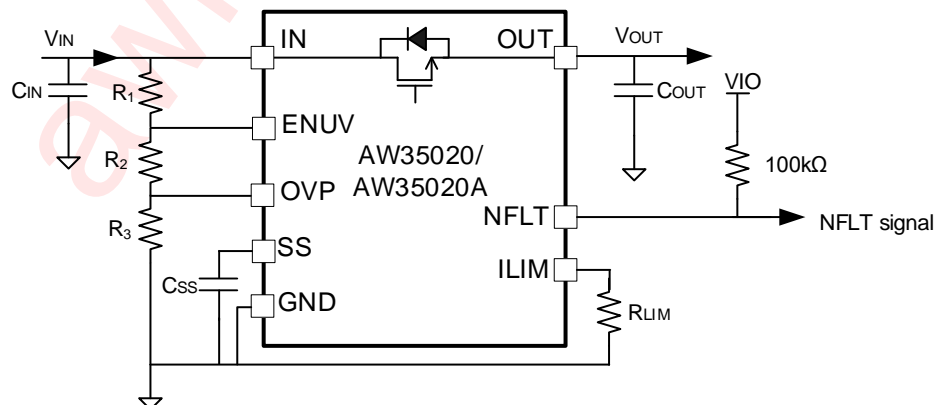 VIN
IN
OUT
VOUT
CIN
R1
COUT
VIO
ENUV
R2
AW35020/
AW35020A
100kΩ
OVP
R3
NFLT
NFLT signal
SS
ILIM
CSS
GND
RLIM